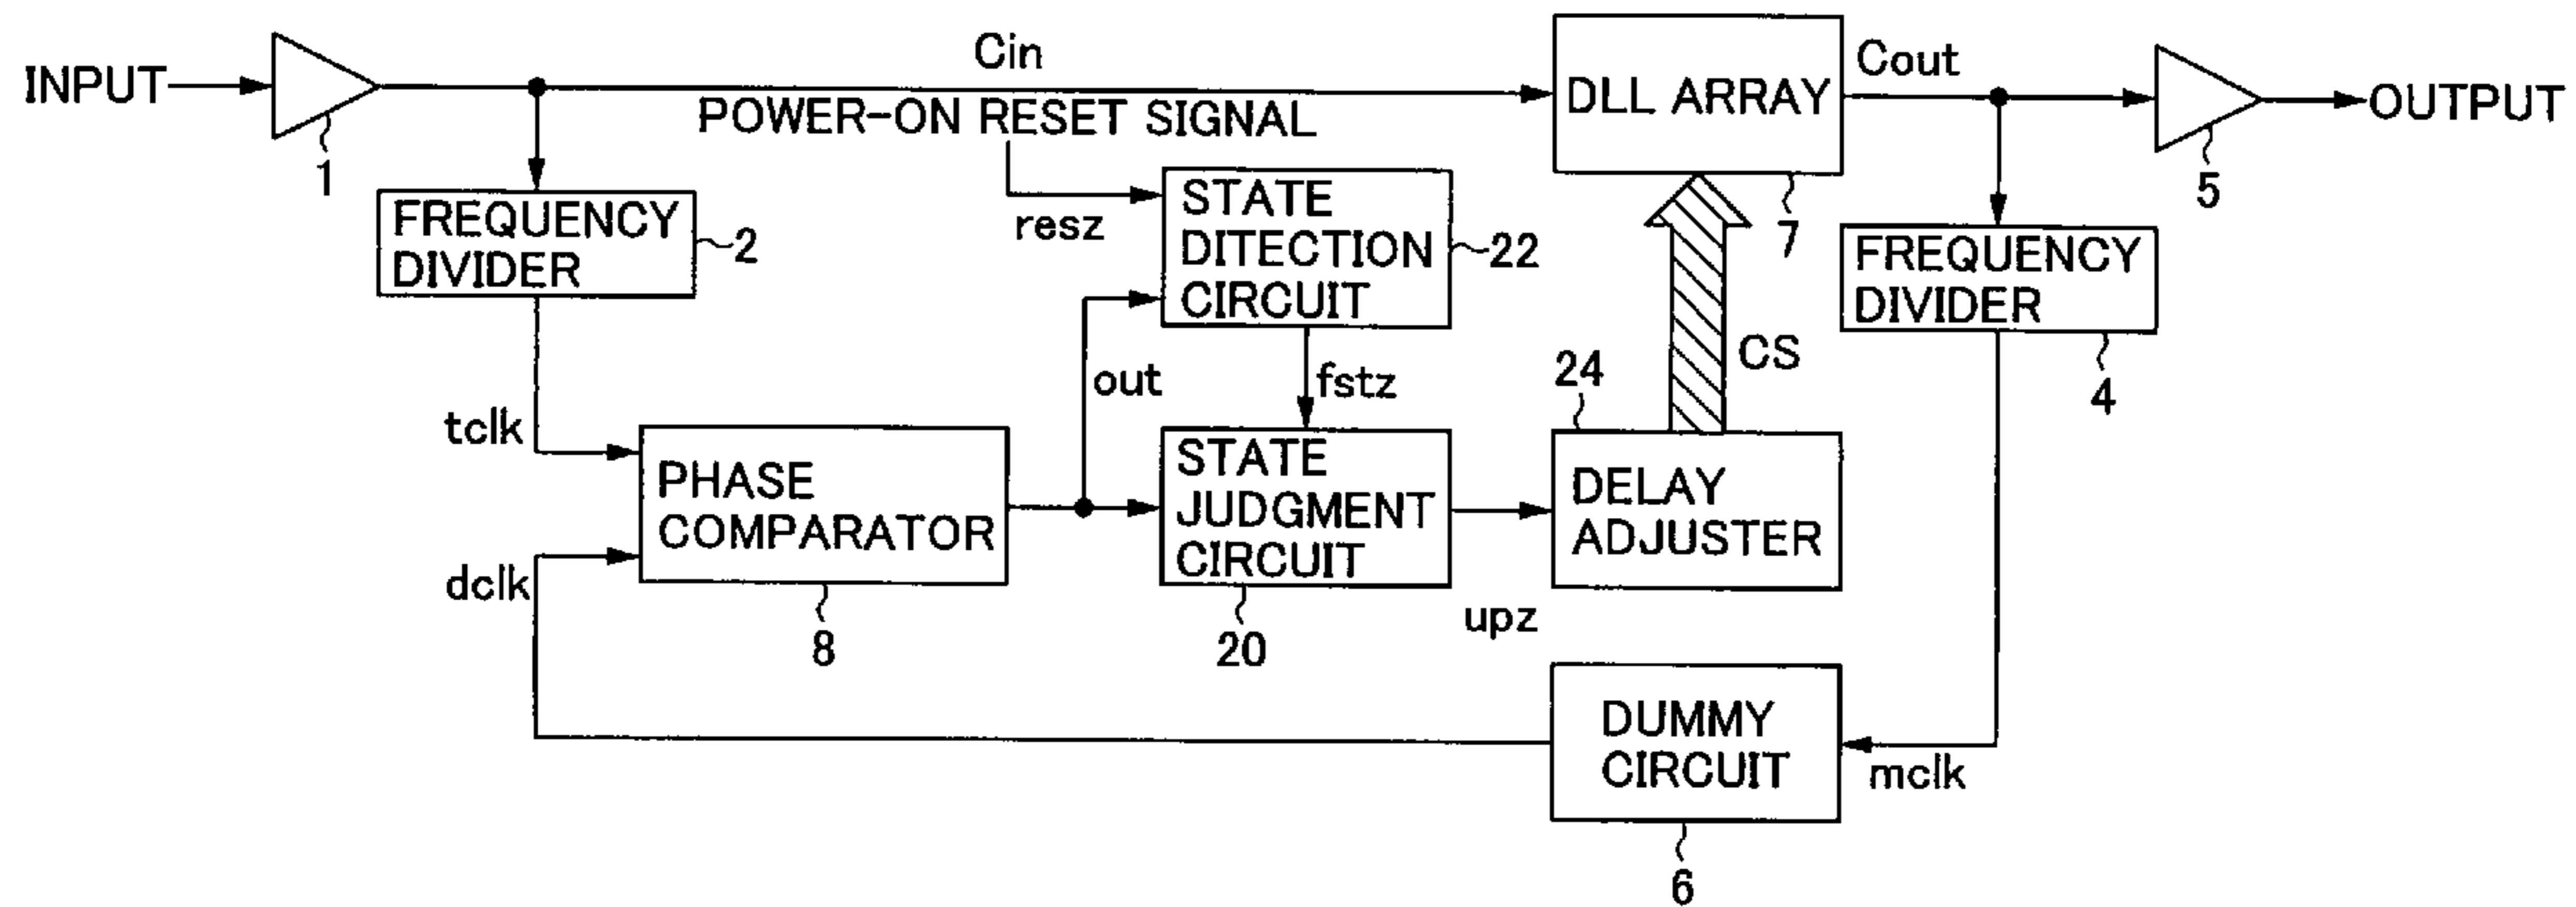 INPUT
1
Cin
POWER-ON RESET SIGNAL
resz
DLL ARRAY
7
Cout
5
OUTPUT
FREQUENCY
DIVIDER
2
STATE
DITECTION
CIRCUIT
22
FREQUENCY
DIVIDER
4
tclk
out
fstz
24
CS
PHASE
COMPARATOR
8
STATE
JUDGMENT
CIRCUIT
20
DELAY
ADJUSTER
upz
dclk
DUMMY
CIRCUIT
6
mclk